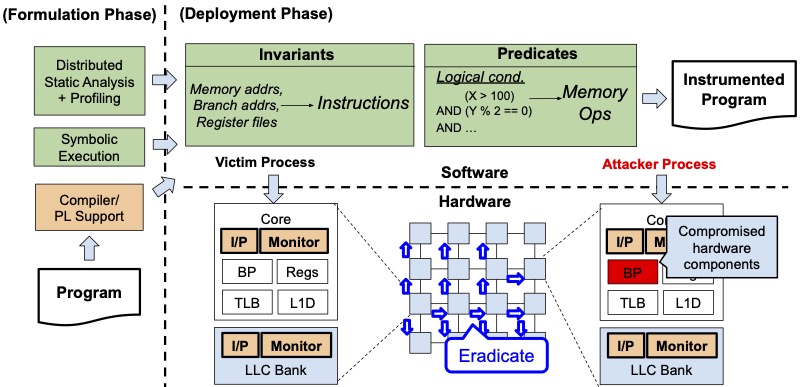 (Formulation Phase)
(Deployment Phase)
Distributed
Static Analysis
+ Profiling
Symbolic
Execution
Compiler/
PL Support
Program
Invariants
Memory addrs,
Branch addrs,
Register files
Instructions
Predicates
Logical cond.
(X > 100)
AND (Y % 2 == 0)
AND ...
Memory
Ops
Instrumented
Program
Victim Process
Software
Attacker Process
Hardware
Core
I/P
Monitor
BP
Regs
TLB
L1D
I/P
Monitor
LLC Bank
Eradicate
I/P
BP
Compromised
hardware
components
TLB
L1D
I/P
Monitor
LLC Bank